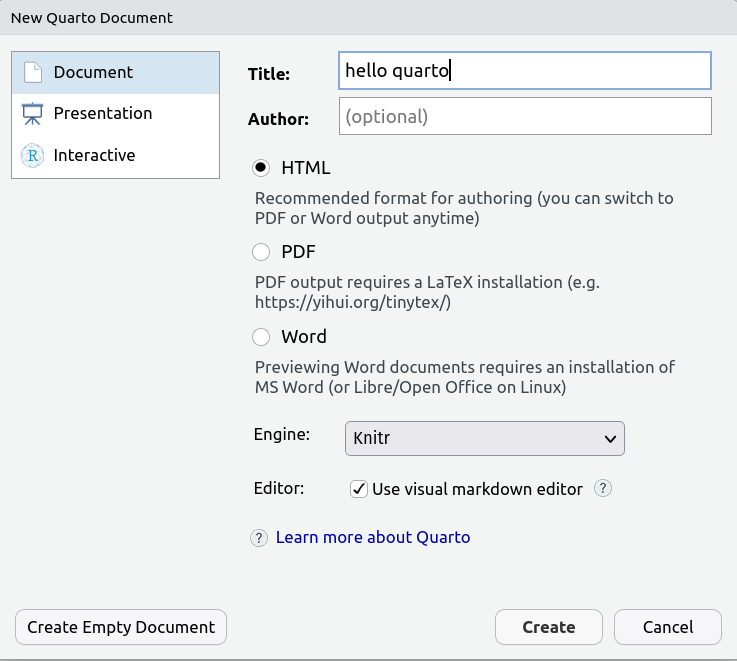 New Quarto Document
Document
Presentation
R Interactive
Title: hello quarto
Author: (optional)
HTML
Recommended format for authoring (you can switch to
PDF or Word output anytime)
PDF
PDF output requires a LaTeX installation (e.g.
https://yihui.org/tinytex/)
Word
Previewing Word documents requires an installation of
MS Word (or Libre/Open Office on Linux)
Engine: Knitr
Editor: Use visual markdown editor ?
? Learn more about Quarto
Create Empty Document Create Cancel